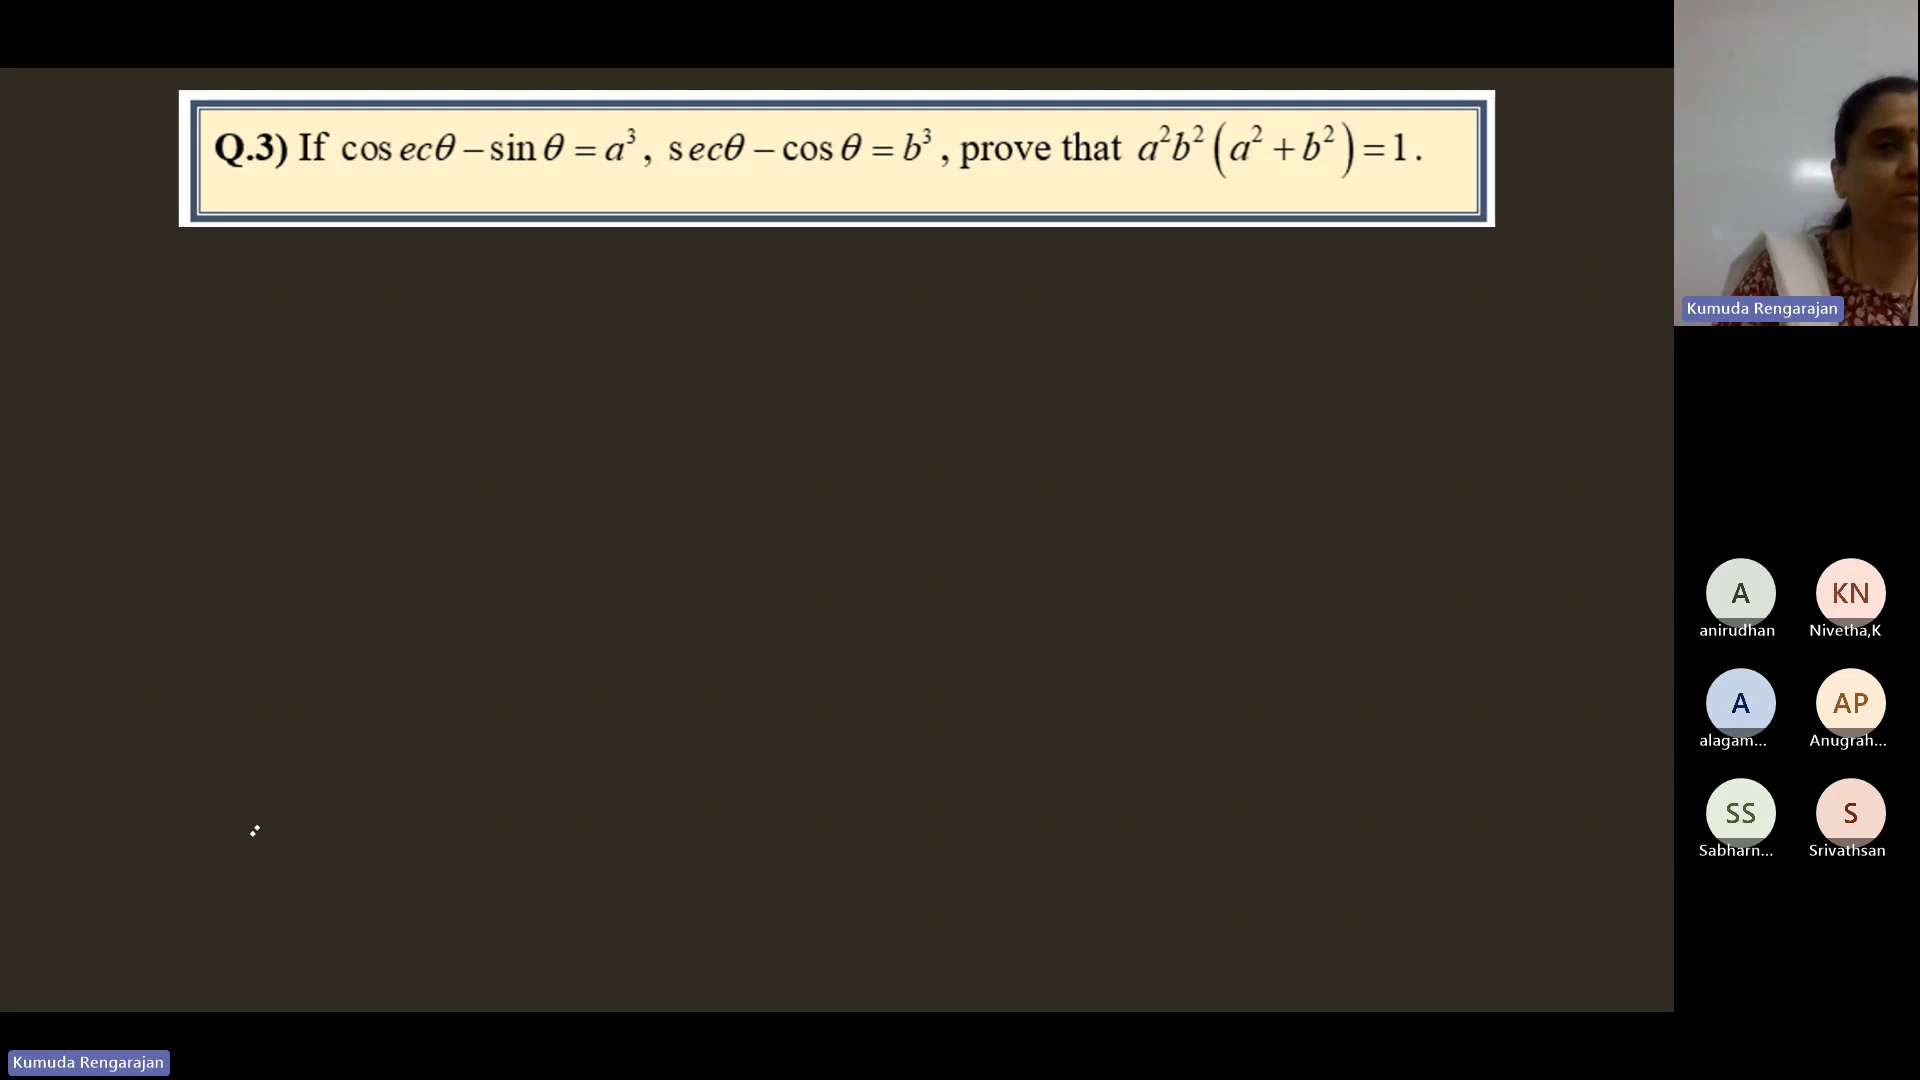 Q.3) If cosecθ – sinθ = a³, secθ – cosθ = b³, prove that a²b²(a² + b²) = 1.
Kumuda Rengarajan
A
KN
anirudhan
Nivetha,K
A
AP
alagam...
Anugrah...
SS
S
Sabharn...
Srivathsan
Kumuda Rengarajan